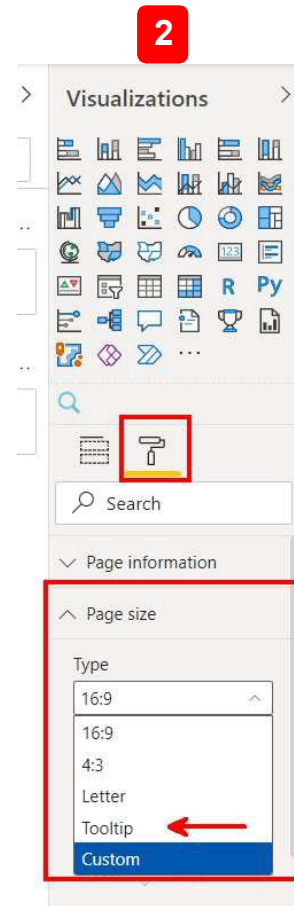 2
Visualizations
123
R Py
Search
Page information
Page size
Type
16:9
16:9
4:3
Letter
Tooltip
Custom